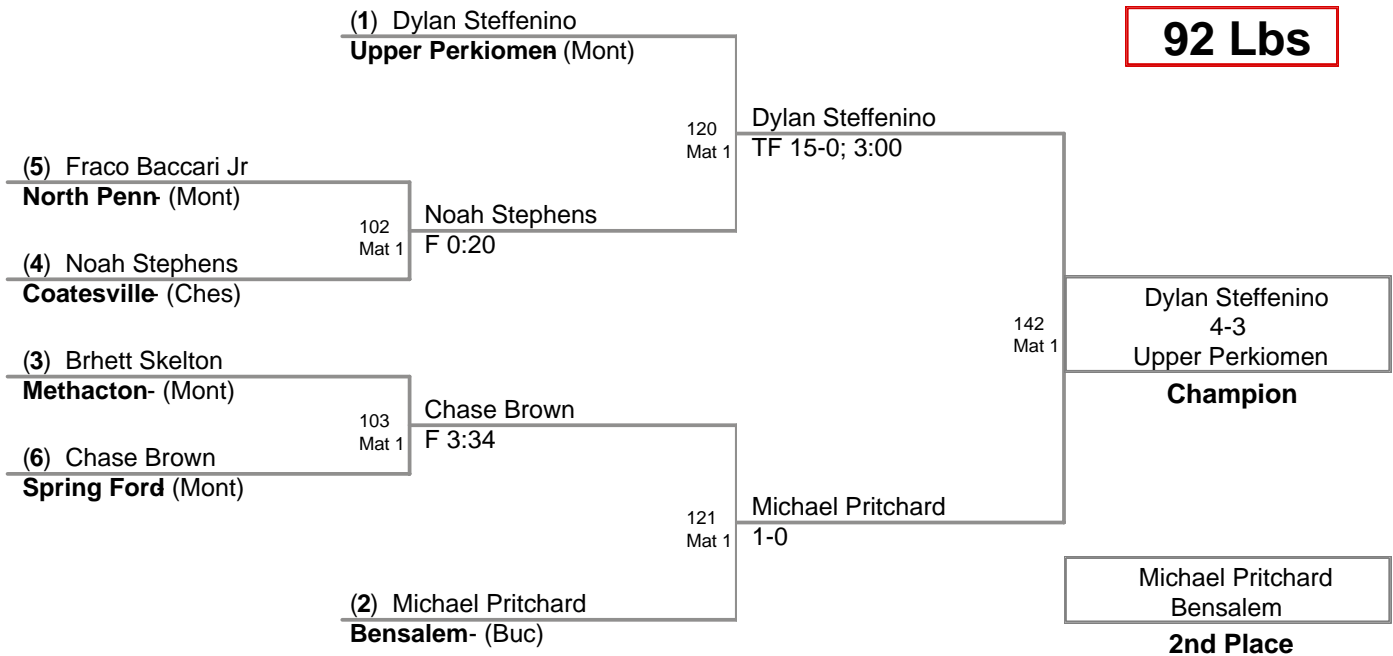 (1) Dylan Steffenino
Upper Perkiomen- (Mont)
92 Lbs
120
Mat 1
Dylan Steffenino
TF 15-0; 3:00
(5) Fraco Baccari Jr
North Penn- (Mont)
102
Mat 1
Noah Stephens
F 0:20
(4) Noah Stephens
Coatesville- (Ches)
142
Mat 1
Dylan Steffenino
4-3
Upper Perkiomen
Champion
(3) Brhett Skelton
Methacton- (Mont)
103
Mat 1
Chase Brown
F 3:34
(6) Chase Brown
Spring Ford- (Mont)
121
Mat 1
Michael Pritchard
1-0
(2) Michael Pritchard
Bensalem- (Buc)
Michael Pritchard
Bensalem
2nd Place